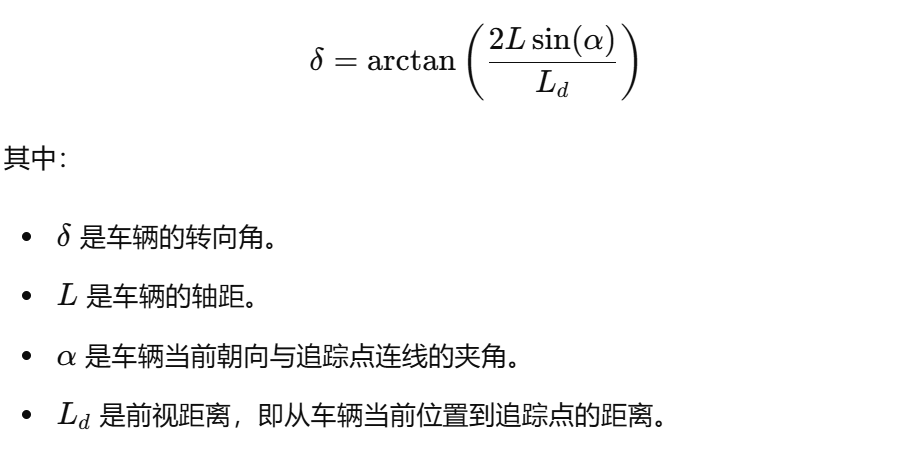 δ = arctan(2L sin(α) / L_d)
其中：
• δ 是车辆的转向角。
• L 是车辆的轴距。
• α 是车辆当前朝向与追踪点连线的夹角。
• L_d 是前视距离，即从车辆当前位置到追踪点的距离。